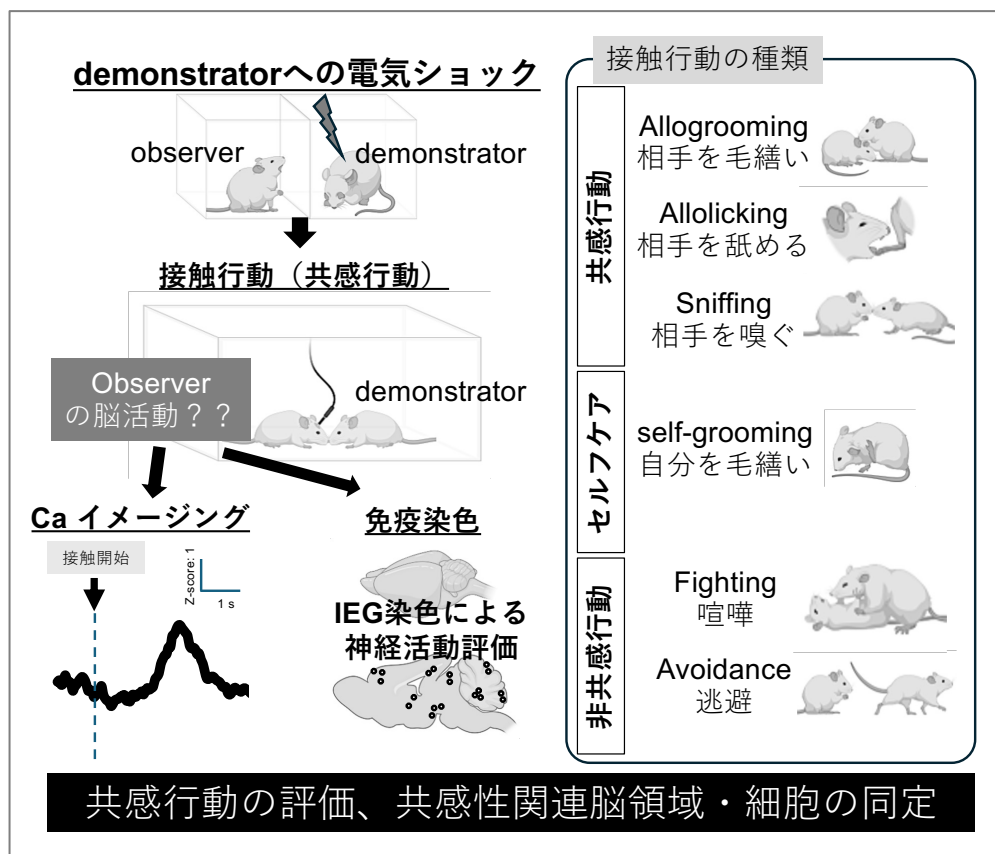 demonstratorへの電気ショック
observer
demonstrator
接触行動（共感行動）
Observer
の脳活動？？
demonstrator
Ca イメージング
接触開始
Z-score: 1
1 s
免疫染色
IEG染色による
神経活動評価
接触行動の種類
共感行動
Allogrooming
相手を毛繕い
Allolicking
相手を舐める
Sniffing
相手を嗅ぐ
セルフケア
self-grooming
自分を毛繕い
非共感行動
Fighting
喧嘩
Avoidance
逃避
共感行動の評価、共感性関連脳領域・細胞の同定